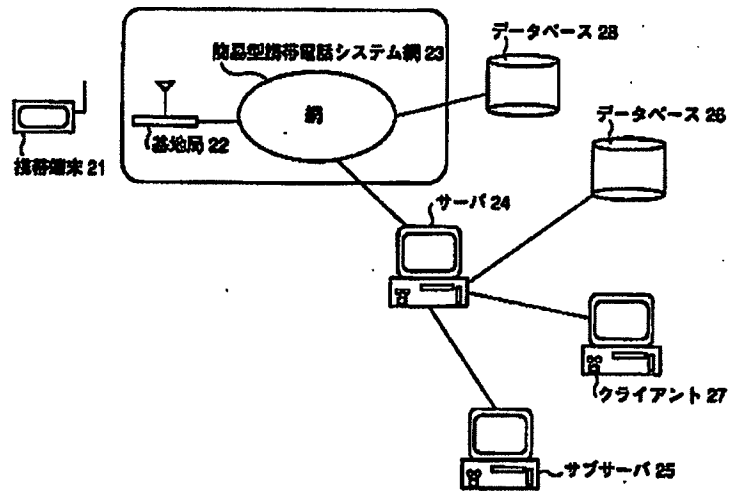 データベース 28
簡易型携帯電話システム網 23
網
データベース 26
基地局 22
携帯端末 21
サーバ 24
クライアント 27
サブサーバ 25